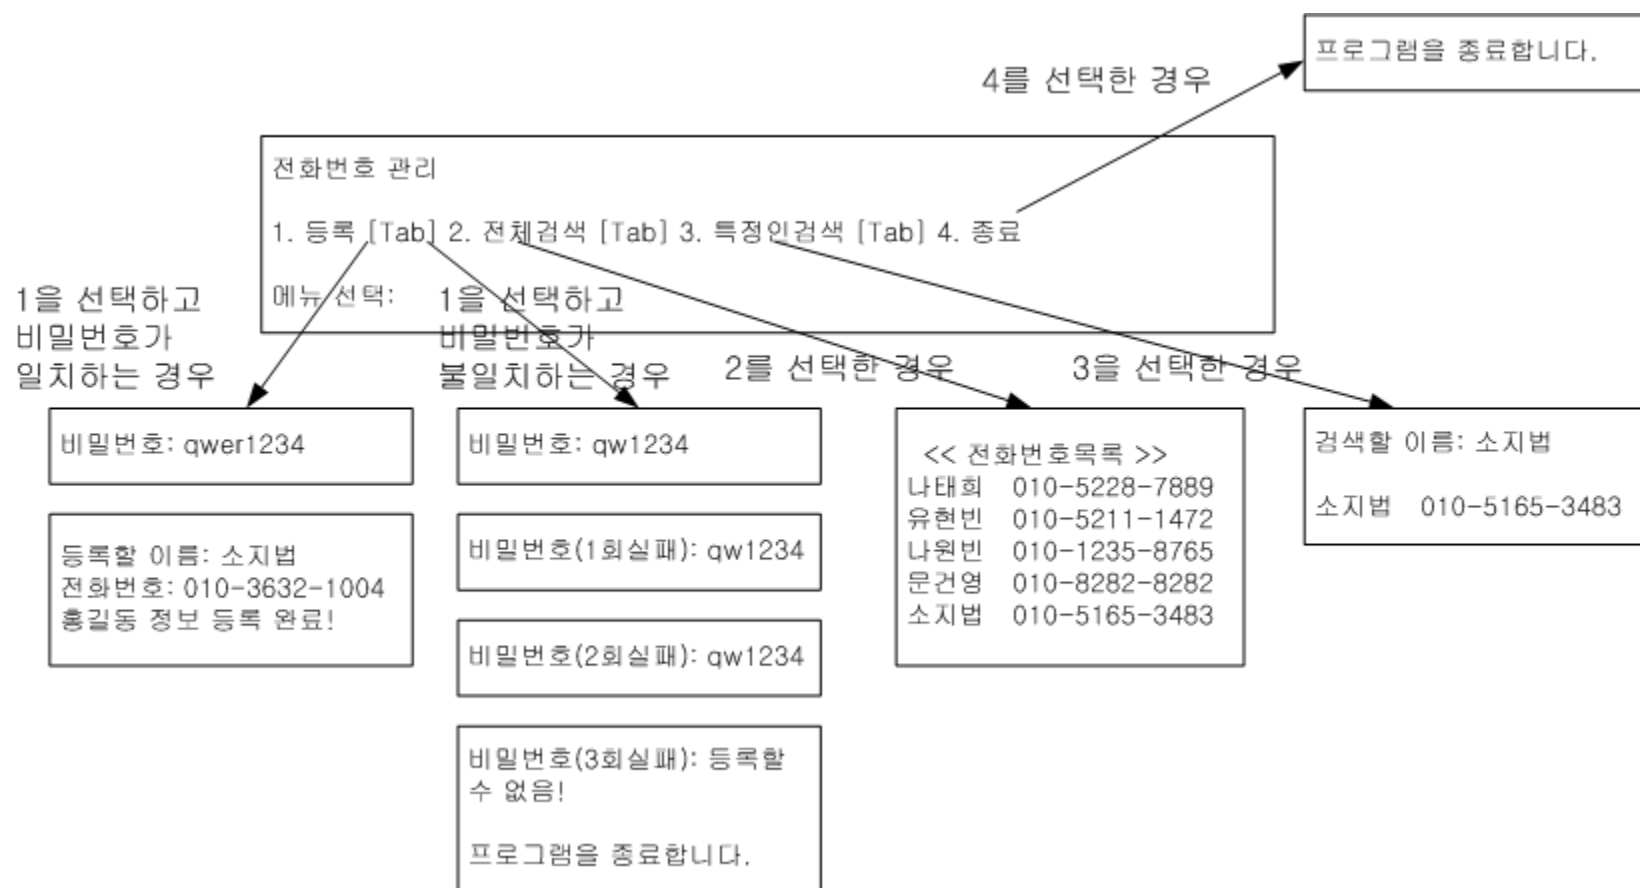 프로그램을 종료합니다.
4를 선택한 경우
전화번호 관리
1. 등록 [Tab] 2. 전체검색 [Tab] 3. 특정인검색 [Tab] 4. 종료
메뉴 선택:
1을 선택하고
비밀번호가
일치하는 경우
1을 선택하고
비밀번호가
불일치하는 경우
2를 선택한 경우
3을 선택한 경우
비밀번호: qwer1234
등록할 이름: 소지법
전화번호: 010-3632-1004
홍길동 정보 등록 완료!
비밀번호: qw1234
비밀번호(1회실패): qw1234
비밀번호(2회실패): qw1234
비밀번호(3회실패): 등록할
수 없음!
프로그램을 종료합니다.
<< 전화번호목록 >>
나태희 010-5228-7889
유현빈 010-5211-1472
나원빈 010-1235-8765
문건영 010-8282-8282
소지법 010-5165-3483
검색할 이름: 소지법
소지법 010-5165-3483